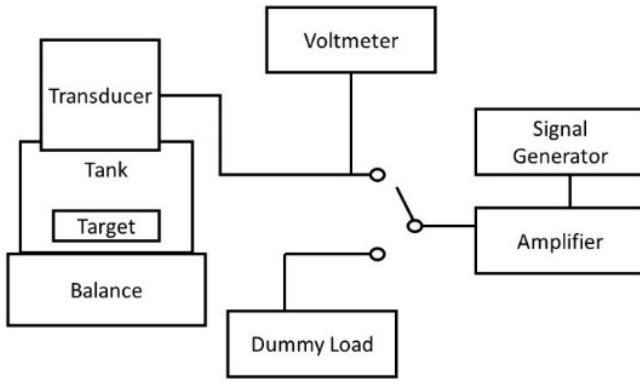 Voltmeter
Transducer
Signal
Generator
Tank
Target
Amplifier
Balance
Dummy Load